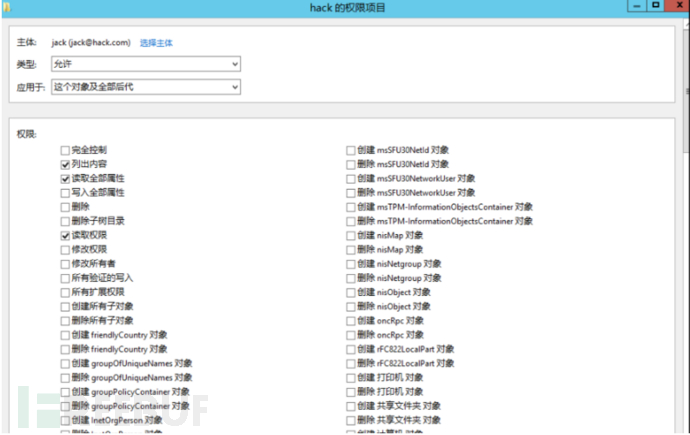 hack 的权限项目
主体: jack (jack@hack.com) 选择主体
类型: 允许
应用于: 这个对象及全部后代
权限:
完全控制
列出内容
读取全部属性
写入全部属性
删除
删除子树目录
读取权限
修改权限
修改所有者
所有验证的写入
所有扩展权限
创建所有子对象
删除所有子对象
创建 friendlyCountry 对象
删除 friendlyCountry 对象
创建 groupOfUniqueNames 对象
删除 groupOfUniqueNames 对象
创建 groupPolicyContainer 对象
删除 groupPolicyContainer 对象
创建 InetOrgPerson 对象
删除 InetOrgPerson 对象
创建 msSFU30NetId 对象
删除 msSFU30NetId 对象
创建 msSFU30NetworkUser 对象
删除 msSFU30NetworkUser 对象
创建 msTPM-InformationObjectsContainer 对象
删除 msTPM-InformationObjectsContainer 对象
创建 nisMap 对象
删除 nisMap 对象
创建 nisNetgroup 对象
删除 nisNetgroup 对象
创建 nisObject 对象
删除 nisObject 对象
创建 oncRpc 对象
删除 oncRpc 对象
创建 rFC822LocalPart 对象
删除 rFC822LocalPart 对象
创建 打印机 对象
删除 打印机 对象
创建 共享文件夹 对象
删除 共享文件夹 对象
创建 计算机 对象